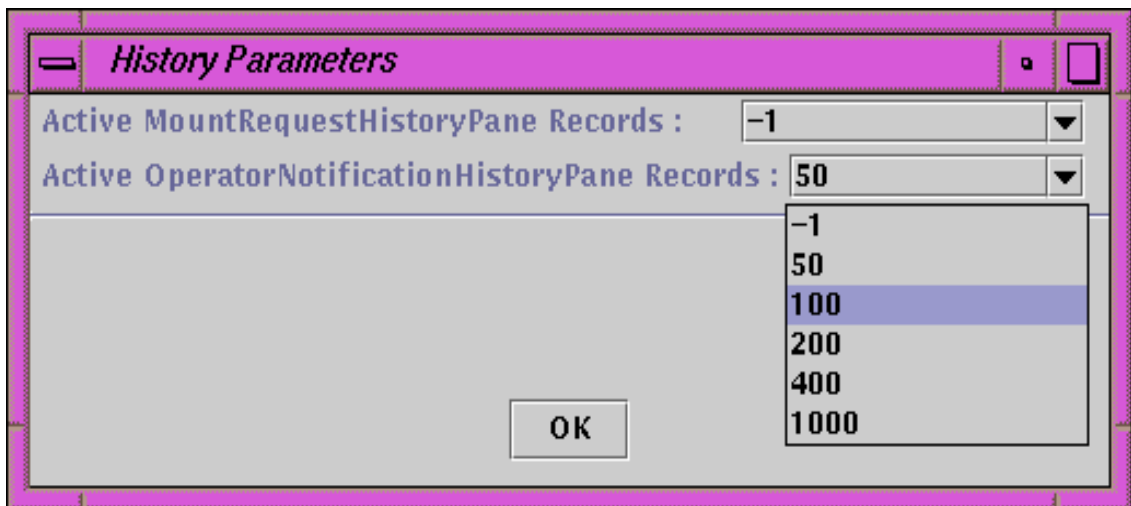 History Parameters
Active MountRequestHistoryPane Records : −1
Active OperatorNotificationHistoryPane Records : 50
−1
50
100
200
400
1000
OK